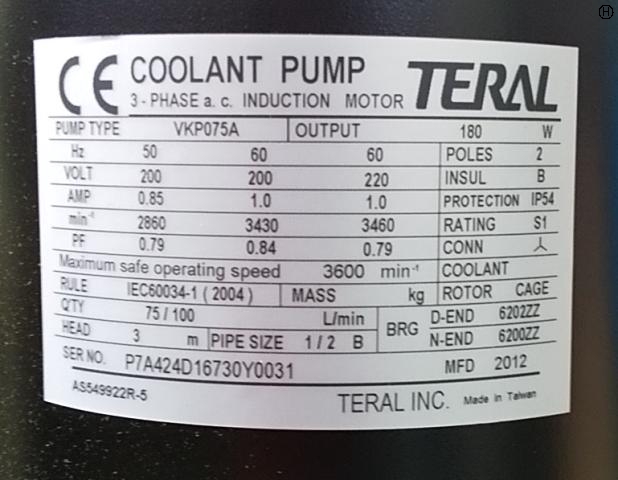 Ⓗ
CE COOLANT PUMP TERAL
3 - PHASE a. c. INDUCTION MOTOR
PUMP TYPE VKP075A OUTPUT 180 W
Hz 50 60 60 POLES 2
VOLT 200 200 220 INSUL B
AMP 0.85 1.0 1.0 PROTECTION IP54
min⁻¹ 2860 3430 3460 RATING S1
PF 0.79 0.84 0.79 CONN 人
Maximum safe operating speed 3600 min⁻¹ COOLANT
RULE IEC60034-1 ( 2004 ) MASS kg ROTOR CAGE
Q'TY 75 / 100 L/min BRG D-END 6202ZZ
HEAD 3 m PIPE SIZE 1 / 2 B N-END 6200ZZ
SER NO. P7A424D16730Y0031 MFD 2012
AS549922R-5 TERAL INC. Made in Taiwan